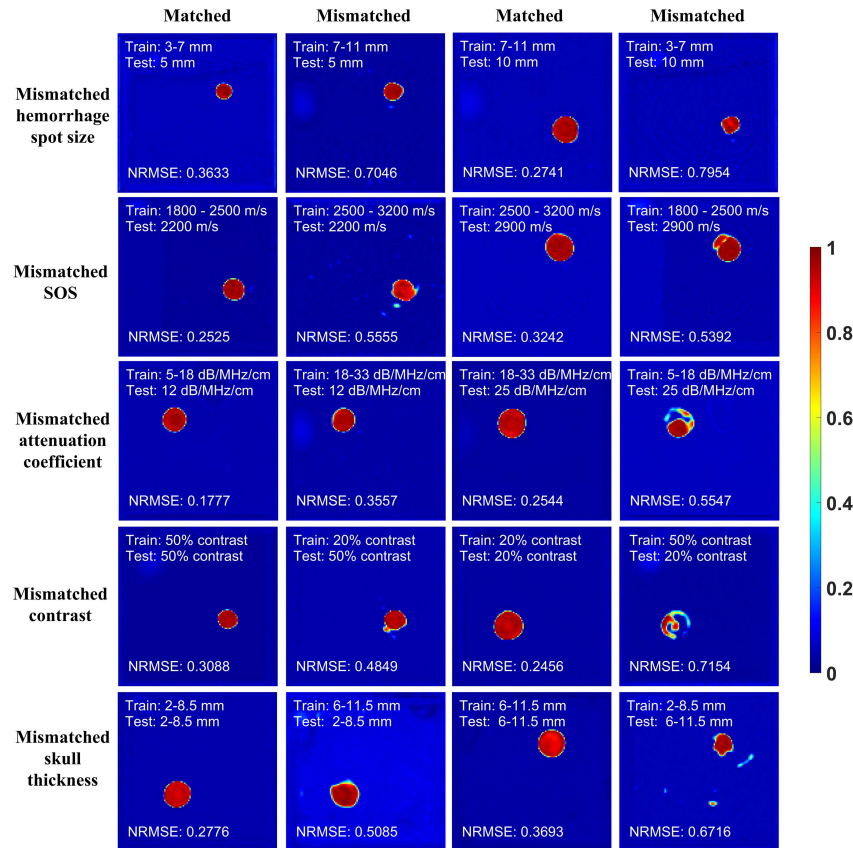 Matched Mismatched Matched Mismatched
Mismatched
hemorrhage
spot size
Train: 3-7 mm
Test: 5 mm
NRMSE: 0.3633
Train: 7-11 mm
Test: 5 mm
NRMSE: 0.7046
Train: 7-11 mm
Test: 10 mm
NRMSE: 0.2741
Train: 3-7 mm
Test: 10 mm
NRMSE: 0.7954
Mismatched
SOS
Train: 1800 - 2500 m/s
Test: 2200 m/s
NRMSE: 0.2525
Train: 2500 - 3200 m/s
Test: 2200 m/s
NRMSE: 0.5555
Train: 2500 - 3200 m/s
Test: 2900 m/s
NRMSE: 0.3242
Train: 1800 - 2500 m/s
Test: 2900 m/s
NRMSE: 0.5392
Mismatched
attenuation
coefficient
Train: 5-18 dB/MHz/cm
Test: 12 dB/MHz/cm
NRMSE: 0.1777
Train: 18-33 dB/MHz/cm
Test: 12 dB/MHz/cm
NRMSE: 0.3557
Train: 18-33 dB/MHz/cm
Test: 25 dB/MHz/cm
NRMSE: 0.2544
Train: 5-18 dB/MHz/cm
Test: 25 dB/MHz/cm
NRMSE: 0.5547
Mismatched
contrast
Train: 50% contrast
Test: 50% contrast
NRMSE: 0.3088
Train: 20% contrast
Test: 50% contrast
NRMSE: 0.4849
Train: 20% contrast
Test: 20% contrast
NRMSE: 0.2456
Train: 50% contrast
Test: 20% contrast
NRMSE: 0.7154
Mismatched
skull
thickness
Train: 2-8.5 mm
Test: 2-8.5 mm
NRMSE: 0.2776
Train: 6-11.5 mm
Test: 2-8.5 mm
NRMSE: 0.5085
Train: 6-11.5 mm
Test: 6-11.5 mm
NRMSE: 0.3693
Train: 2-8.5 mm
Test: 6-11.5 mm
NRMSE: 0.6716
1
0.8
0.6
0.4
0.2
0